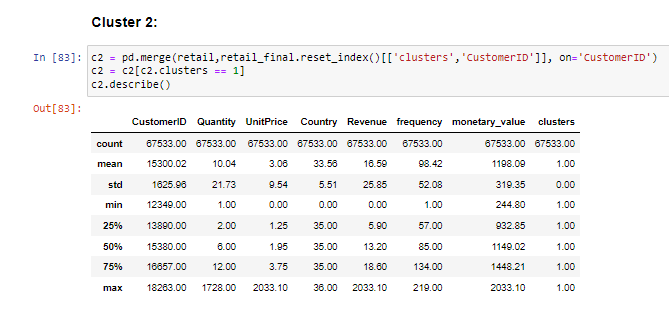 Cluster 2:
In [83]: c2 = pd.merge(retail,retail_final.reset_index()[['clusters','CustomerID']], on='CustomerID')
c2 = c2[c2.clusters == 1]
c2.describe()
Out[83]:
CustomerID Quantity UnitPrice Country Revenue frequency monetary_value clusters
count 67533.00 67533.00 67533.00 67533.00 67533.00 67533.00 67533.00 67533.00
mean 15300.02 10.04 3.06 33.56 16.59 98.42 1198.09 1.00
std 1625.96 21.73 9.54 5.51 25.85 52.08 319.35 0.00
min 12349.00 1.00 0.00 0.00 0.00 1.00 244.80 1.00
25% 13890.00 2.00 1.25 35.00 5.90 57.00 932.85 1.00
50% 15380.00 6.00 1.95 35.00 13.20 85.00 1149.02 1.00
75% 16657.00 12.00 3.75 35.00 18.60 134.00 1448.21 1.00
max 18263.00 1728.00 2033.10 36.00 2033.10 219.00 2033.10 1.00